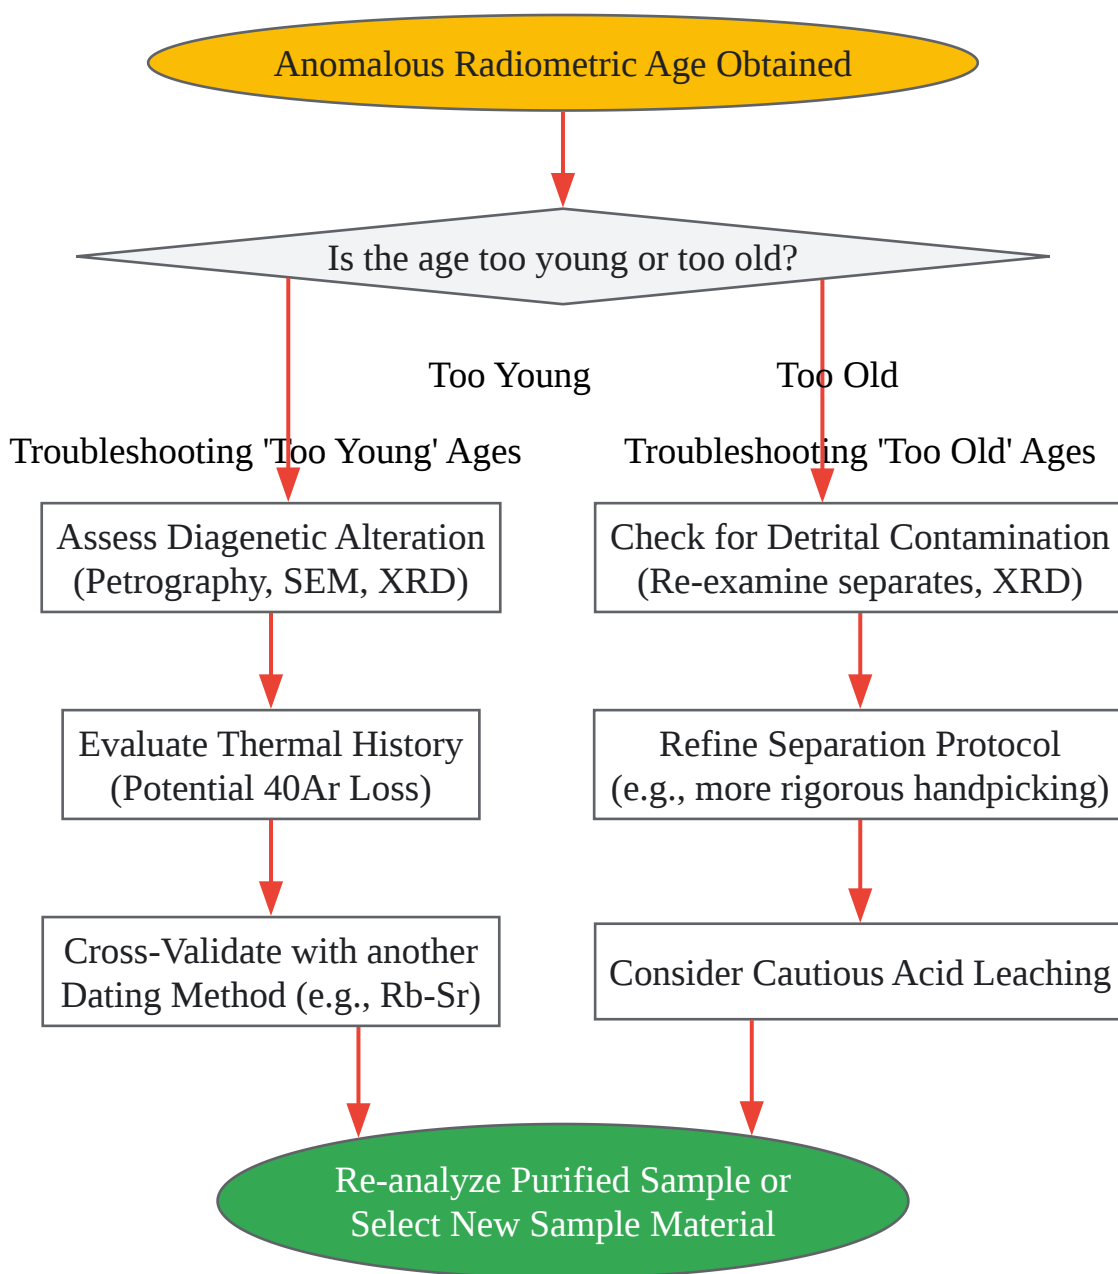 Anomalous Radiometric Age Obtained
Is the age too young or too old?
Too Young
Too Old
Troubleshooting 'Too Young' Ages
Troubleshooting 'Too Old' Ages
Assess Diagenetic Alteration
(Petrography, SEM, XRD)
Check for Detrital Contamination
(Re-examine separates, XRD)
Evaluate Thermal History
(Potential 40Ar Loss)
Refine Separation Protocol
(e.g., more rigorous handpicking)
Cross-Validate with another
Dating Method (e.g., Rb-Sr)
Consider Cautious Acid Leaching
Re-analyze Purified Sample or
Select New Sample Material